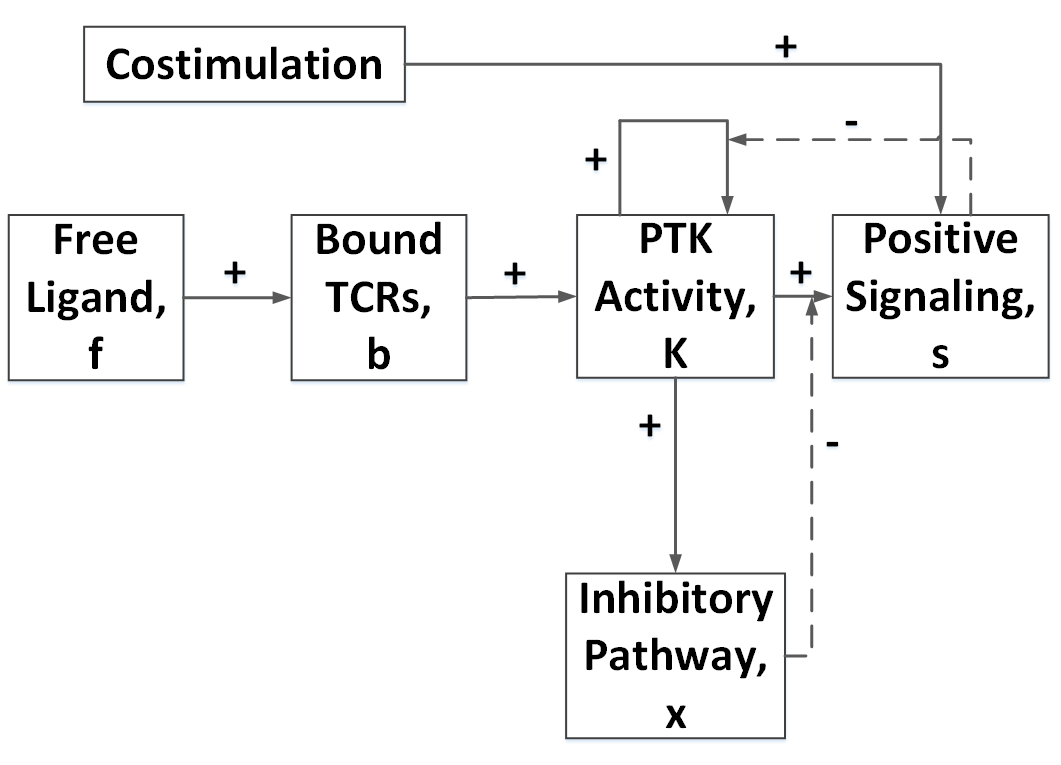 Costimulation
+
-
+
Free
Ligand,
f
+
Bound
TCRs,
b
+
PTK
Activity,
K
+
Positive
Signaling,
s
+
-
Inhibitory
Pathway,
x